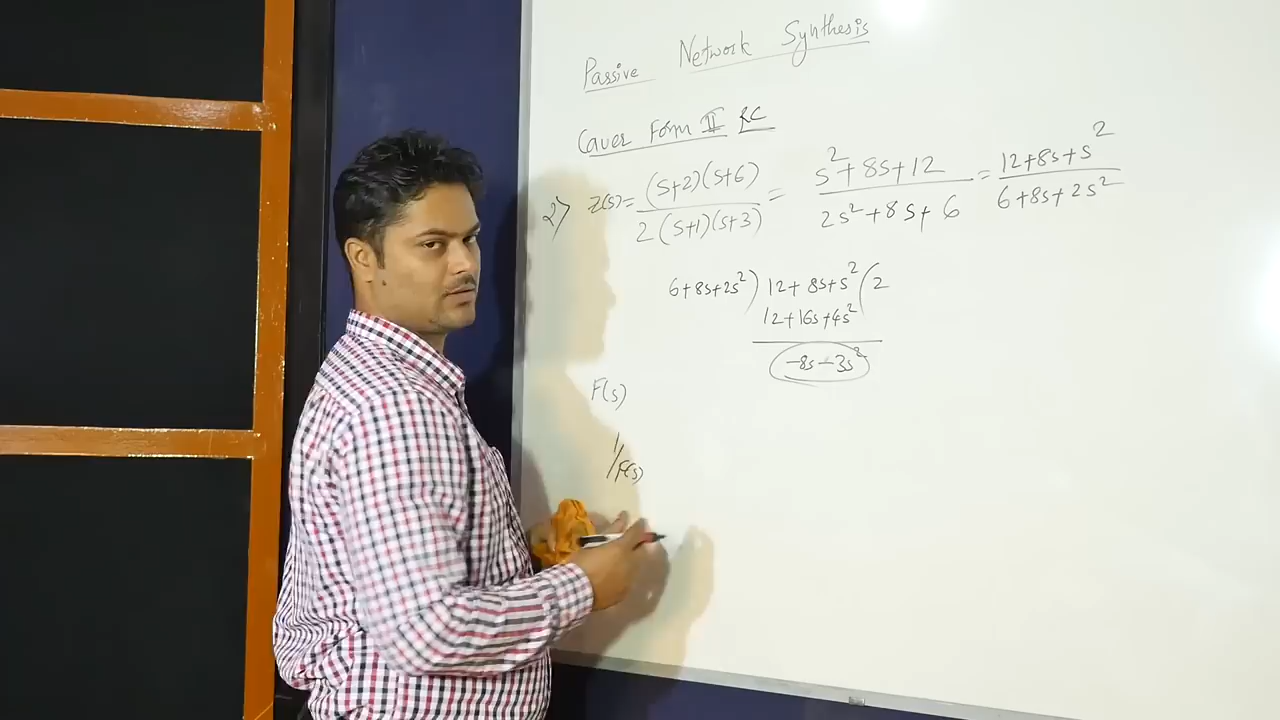 Passive Network Synthesis
Cauer Form II RC
2) Z(s) = (s+2)(s+6) / 2(s+1)(s+3) = s²+8s+12 / 2s²+8s+6 = 12+8s+s² / 6+8s+2s²
6+8s+2s² ) 12+8s+s² ( 2
12+16s+4s²
-8s-3s²
F(s)
1/F(s)